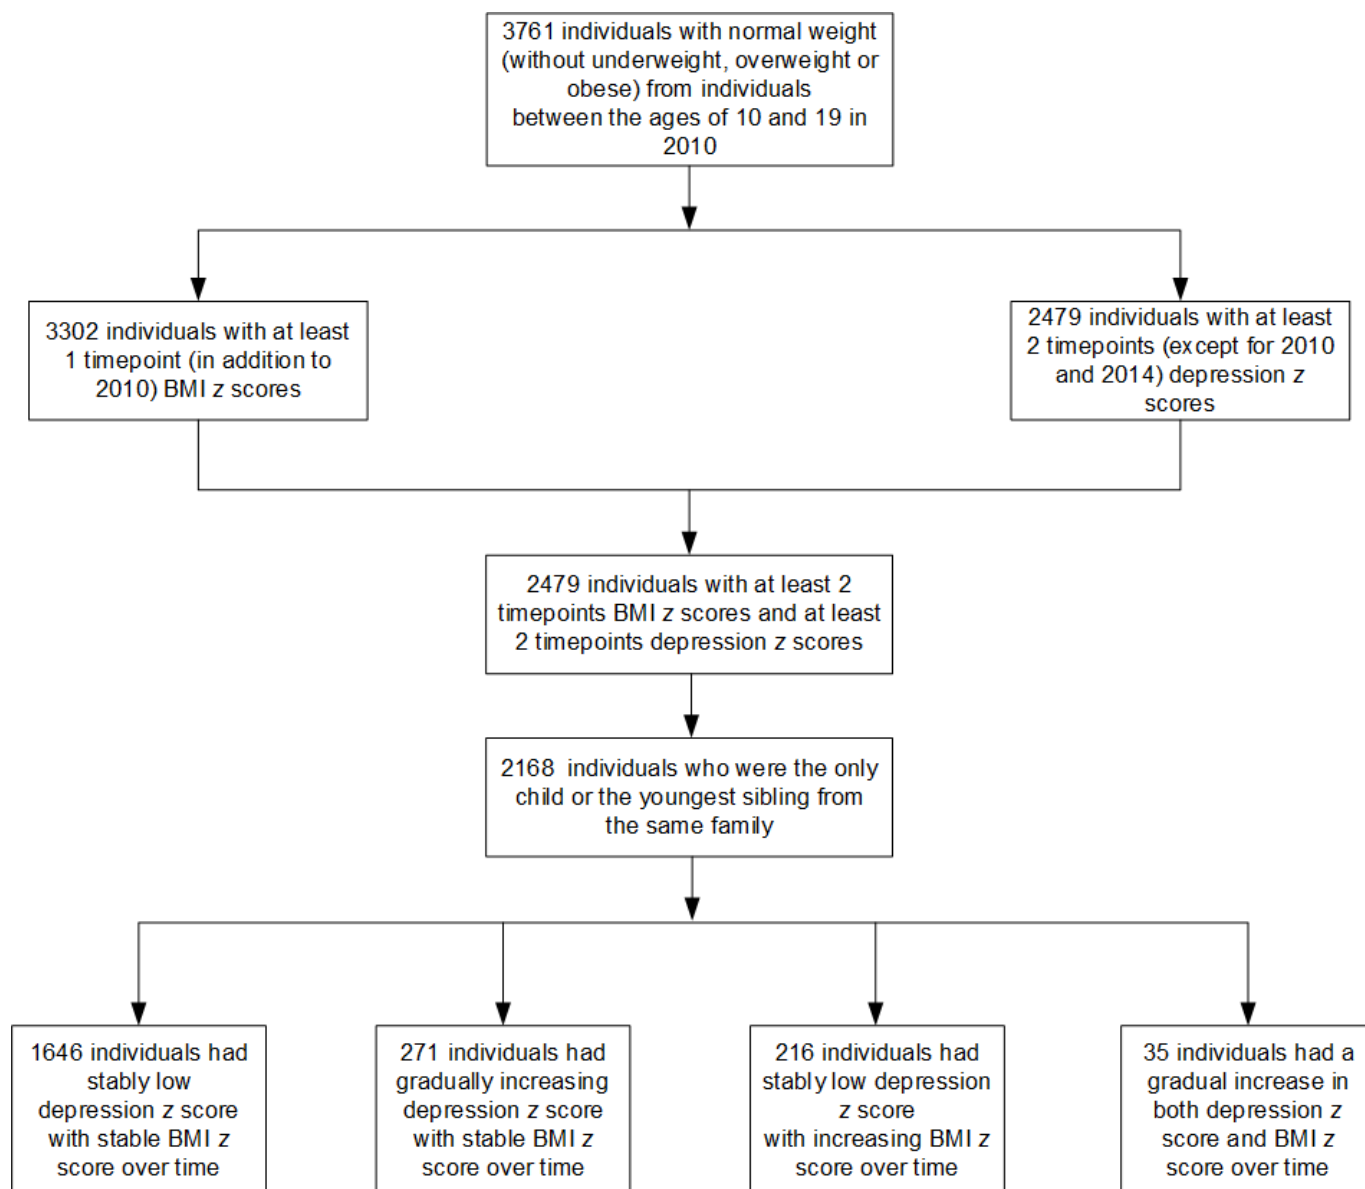 3761 individuals with normal weight
(without underweight, overweight or
obese) from individuals
between the ages of 10 and 19 in
2010
3302 individuals with at least
1 timepoint (in addition to
2010) BMI z scores
2479 individuals with at least
2 timepoints (except for 2010
and 2014) depression z
scores
2479 individuals with at least 2
timepoints BMI z scores and at least
2 timepoints depression z scores
2168 individuals who were the only
child or the youngest sibling from
the same family
1646 individuals had
stably low
depression z score
with stable BMI z
score over time
271 individuals had
gradually increasing
depression z score
with stable BMI z
score over time
216 individuals had
stably low depression
z score
with increasing BMI z
score over time
35 individuals had a
gradual increase in
both depression z
score and BMI z
score over time